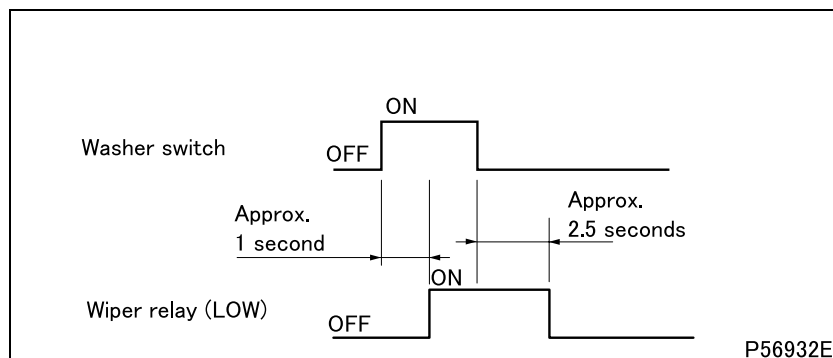 ON
Washer switch
OFF
Approx.
1 second
Approx.
2.5 seconds
ON
Wiper relay (LOW)
OFF
P56932E